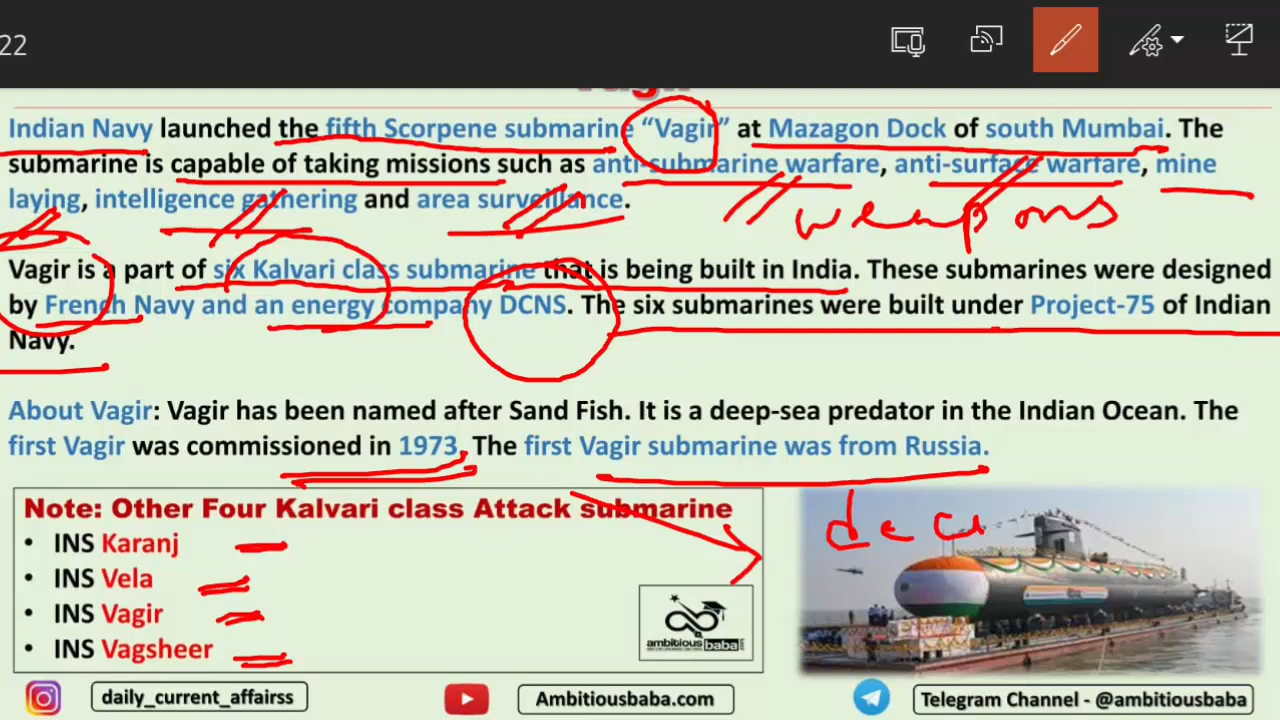 22
Vagir
Indian Navy launched the fifth Scorpene submarine “Vagir” at Mazagon Dock of south Mumbai. The
submarine is capable of taking missions such as anti-submarine warfare, anti-surface warfare, mine
laying, intelligence gathering and area surveillance.
weapons
Vagir is a part of six Kalvari class submarine that is being built in India. These submarines were designed
by French Navy and an energy company DCNS. The six submarines were built under Project-75 of Indian
Navy.
About Vagir: Vagir has been named after Sand Fish. It is a deep-sea predator in the Indian Ocean. The
first Vagir was commissioned in 1973. The first Vagir submarine was from Russia.
Note: Other Four Kalvari class Attack submarine
• INS Karanj
• INS Vela
• INS Vagir
• INS Vagsheer
dec
ambitious baba
daily_current_affairss
Ambitiousbaba.com
Telegram Channel - @ambitiousbaba